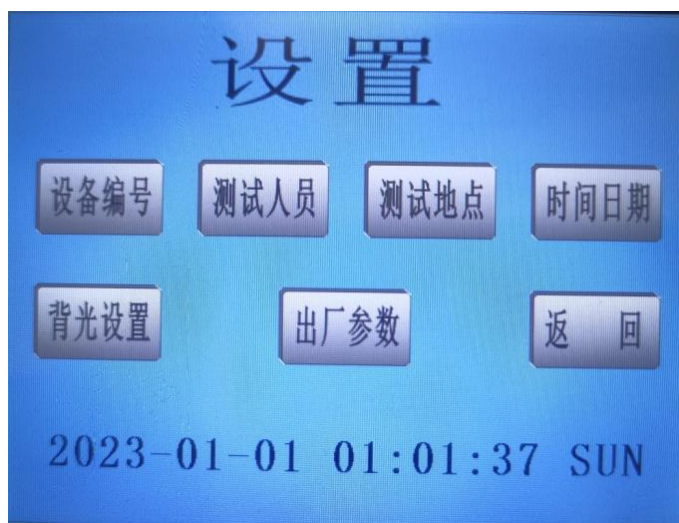 设 置
设备编号 测试人员 测试地点 时间日期
背光设置 出厂参数 返 回
2023-01-01 01:01:37 SUN